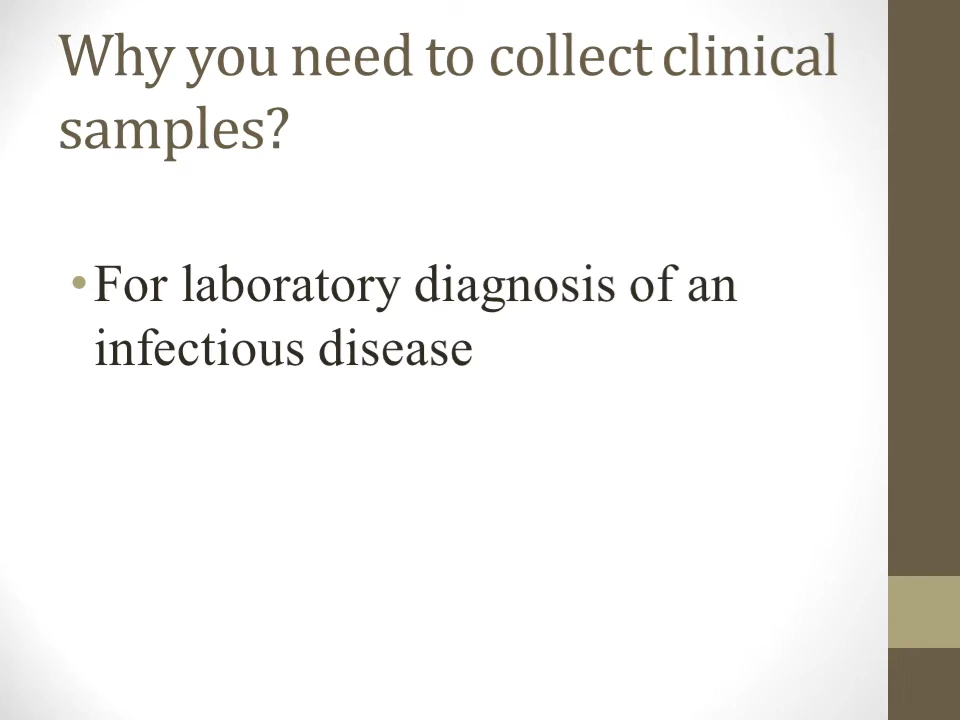 Why you need to collect clinical
samples?
•For laboratory diagnosis of an
infectious disease